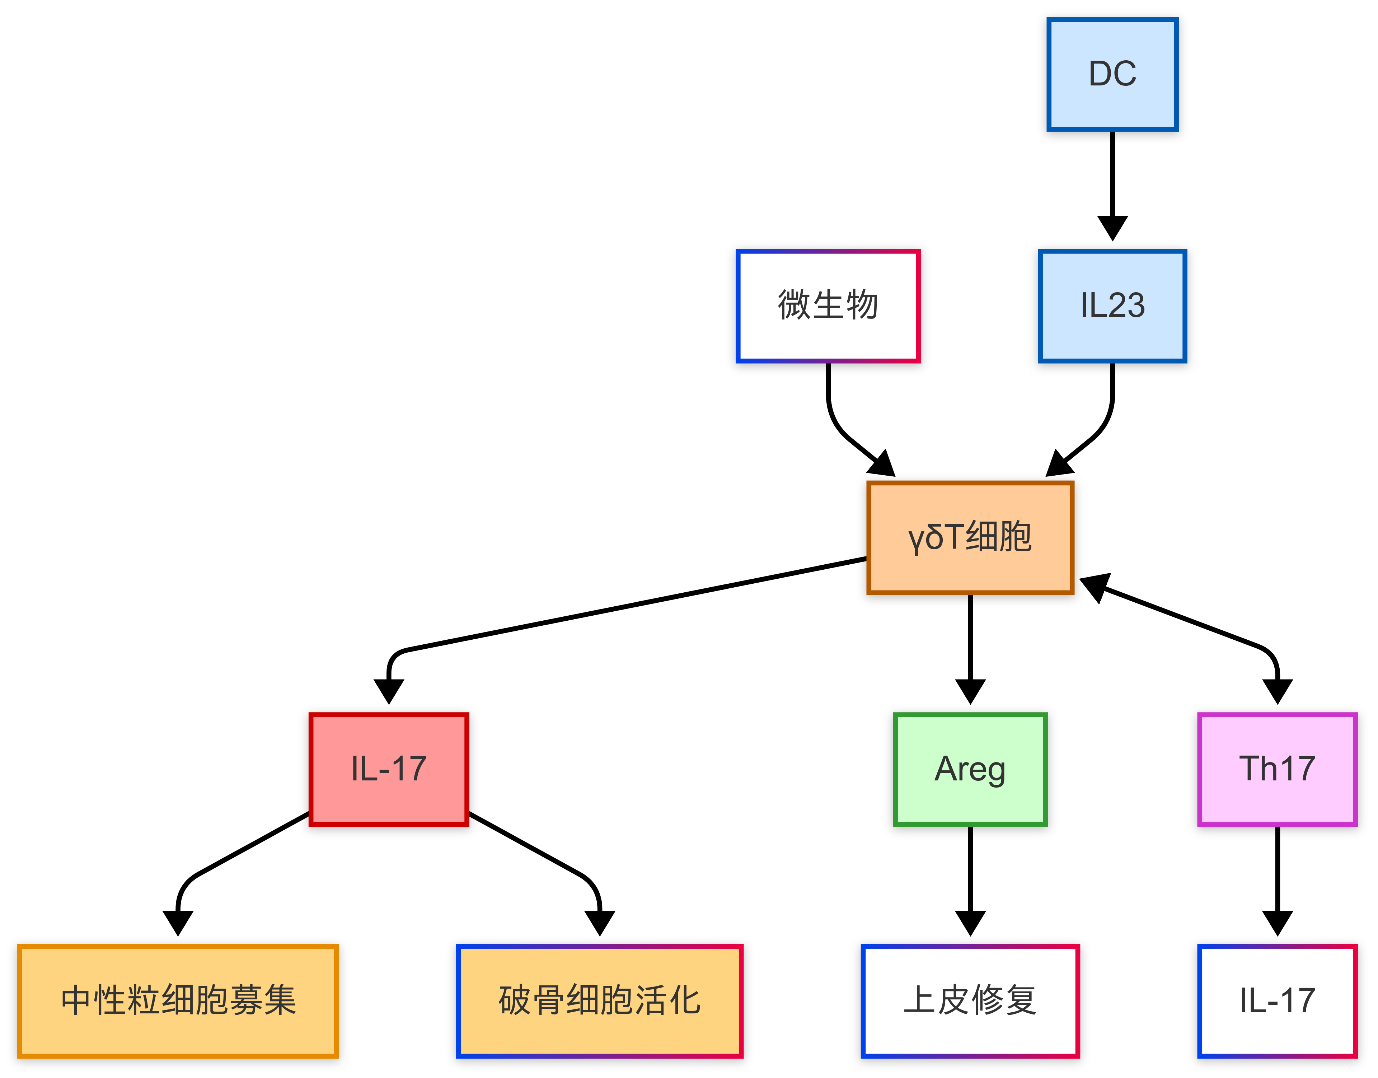 DC
微生物
IL23
γδT细胞
IL-17
Areg
Th17
中性粒细胞募集
破骨细胞活化
上皮修复
IL-17